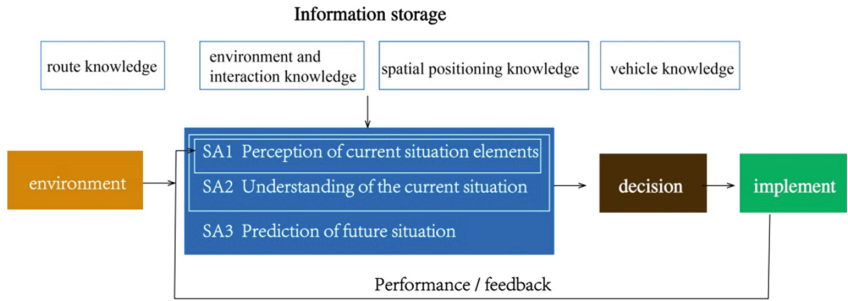 Information storage
route knowledge
environment and
interaction knowledge
spatial positioning knowledge
vehicle knowledge
environment
SA1 Perception of current situation elements
SA2 Understanding of the current situation
SA3 Prediction of future situation
decision
implement
Performance / feedback